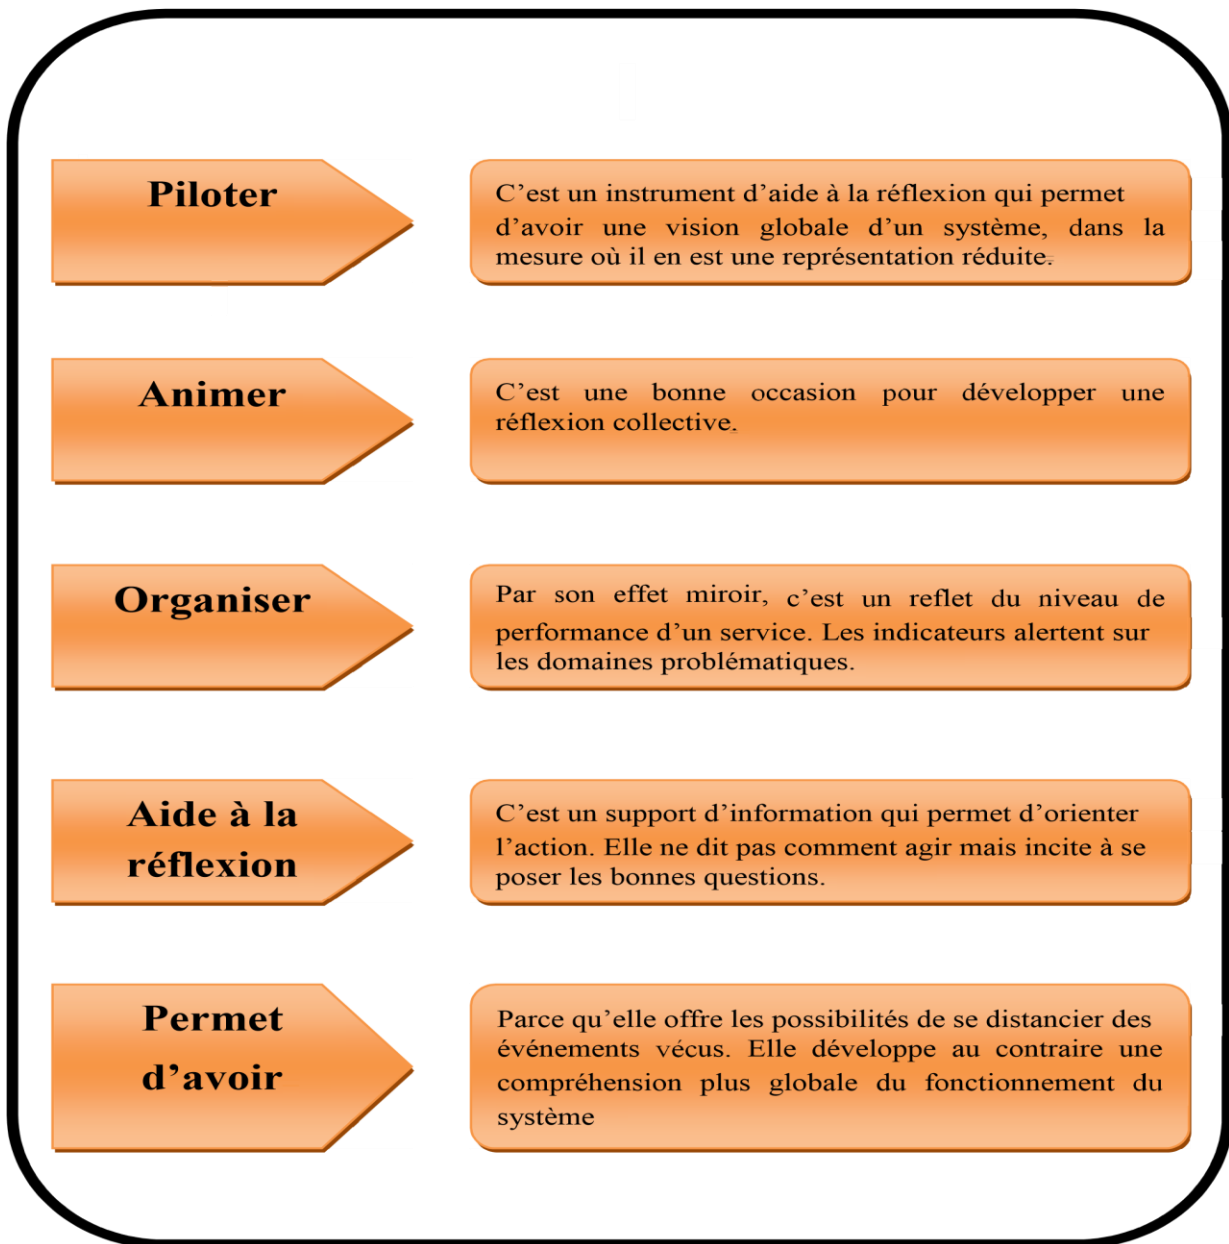 Piloter
C’est un instrument d’aide à la réflexion qui permet
d’avoir une vision globale d’un système, dans la
mesure où il en est une représentation réduite.
Animer
C’est une bonne occasion pour développer une
réflexion collective.
Organiser
Par son effet miroir, c’est un reflet du niveau de
performance d’un service. Les indicateurs alertent sur
les domaines problématiques.
Aide à la
réflexion
C’est un support d’information qui permet d’orienter
l’action. Elle ne dit pas comment agir mais incite à se
poser les bonnes questions.
Permet
d’avoir
Parce qu’elle offre les possibilités de se distancier des
événements vécus. Elle développe au contraire une
compréhension plus globale du fonctionnement du
système